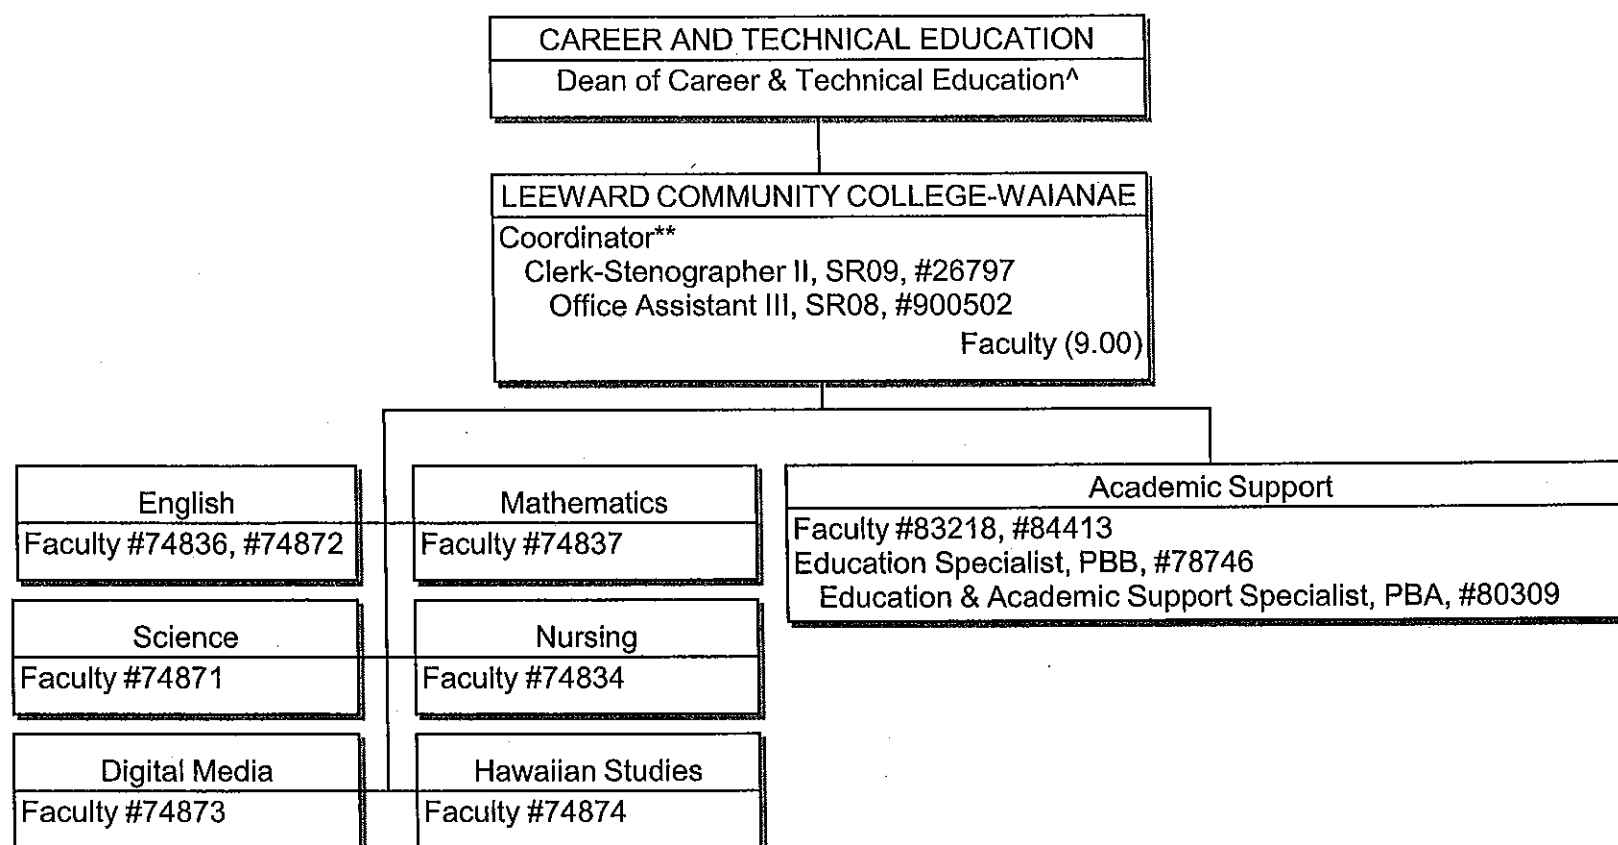 CAREER AND TECHNICAL EDUCATION
Dean of Career & Technical Education^
LEEWARD COMMUNITY COLLEGE-WAIANAE
Coordinator**
Clerk-Stenographer II, SR09, #26797
Office Assistant III, SR08, #900502
Faculty (9.00)
English
Faculty #74836, #74872
Mathematics
Faculty #74837
Academic Support
Faculty #83218, #84413
Education Specialist, PBB, #78746
Education & Academic Support Specialist, PBA, #80309
Science
Faculty #74871
Nursing
Faculty #74834
Digital Media
Faculty #74873
Hawaiian Studies
Faculty #74874